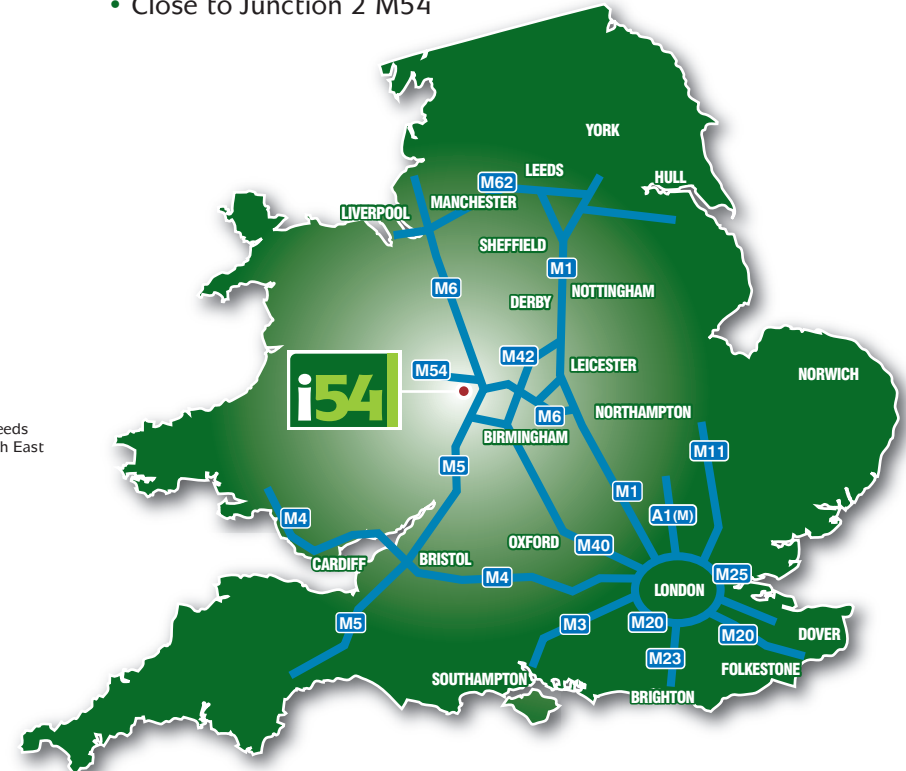 • Close to Junction 2 M54
YORK
LEEDS
HULL
M62
MANCHESTER
LIVERPOOL
SHEFFIELD
M1
M6
NOTTINGHAM
DERBY
M42
M54
LEICESTER
NORWICH
i54
M6
NORTHAMPTON
eeds
h East
BIRMINGHAM
M11
M5
M1
A1(M)
M4
OXFORD
M40
CARDIFF
BRISTOL
M4
M25
LONDON
M5
M3
M20
M20
DOVER
M23
FOLKESTONE
SOUTHAMPTON
BRIGHTON